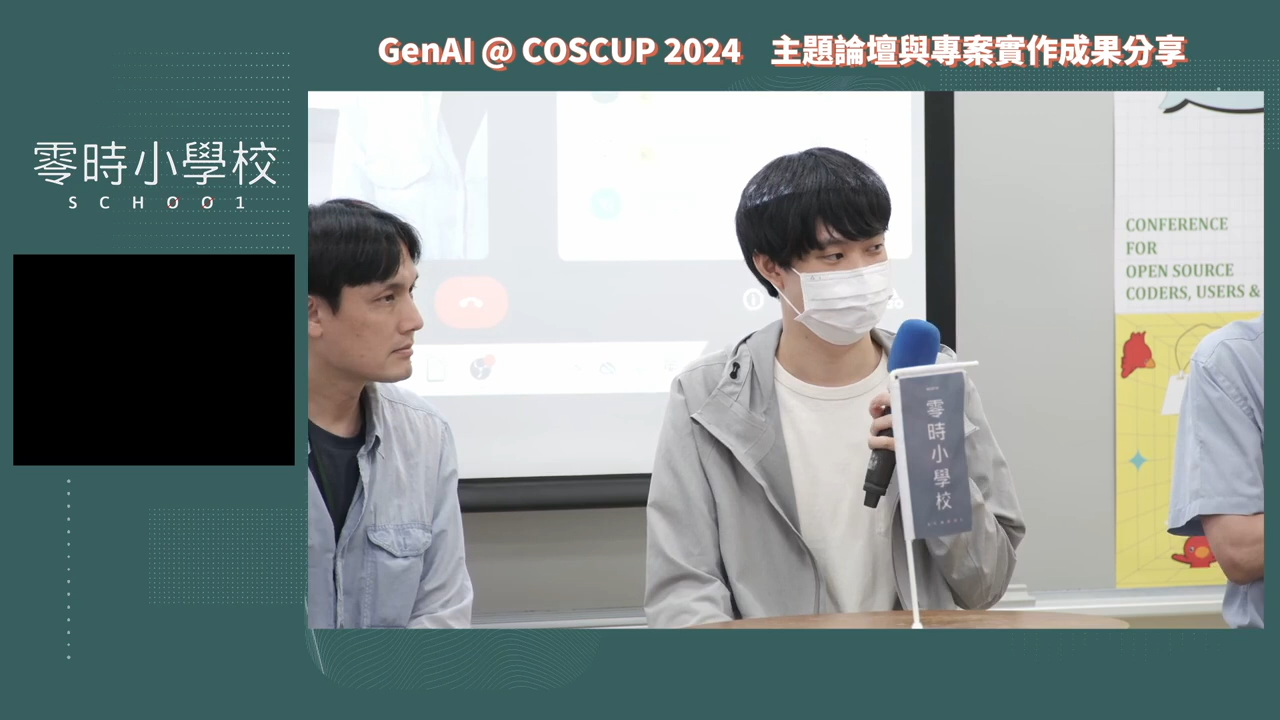 GenAI @ COSCUP 2024 主題論壇與專案實作成果分享
零時小學校
SCHOO1
CONFERENCE
FOR
OPEN SOURCE
CODERS, USERS &
零時小學校